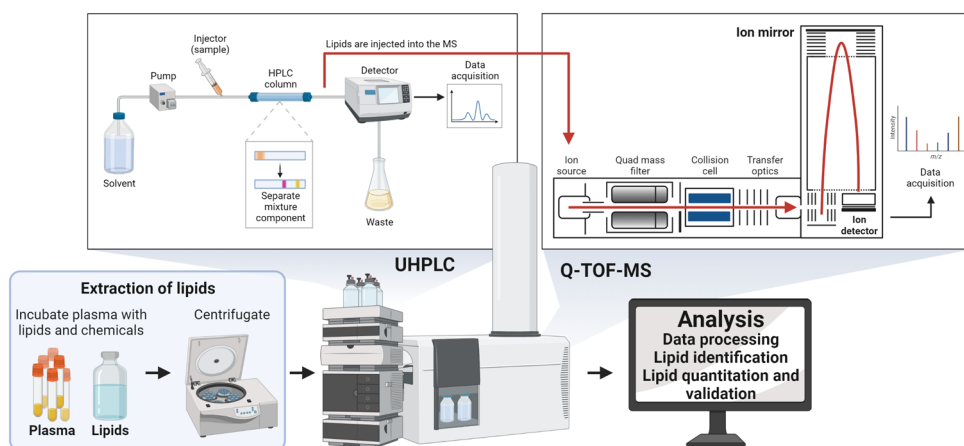 Injector
(sample)
Lipids are injected into the MS
Pump
HPLC
column
Detector
Data
acquisition
Solvent
Separate
mixture
component
Waste
UHPLC
Ion mirror
Ion
source
Quad mass
filter
Collision
cell
Transfer
optics
Ion
detector
Intensity
m/z
Data
acquisition
Q-TOF-MS
Extraction of lipids
Incubate plasma with
lipids and chemicals
Centrifugate
Plasma
Lipids
Analysis
Data processing
Lipid identification
Lipid quantitation and
validation